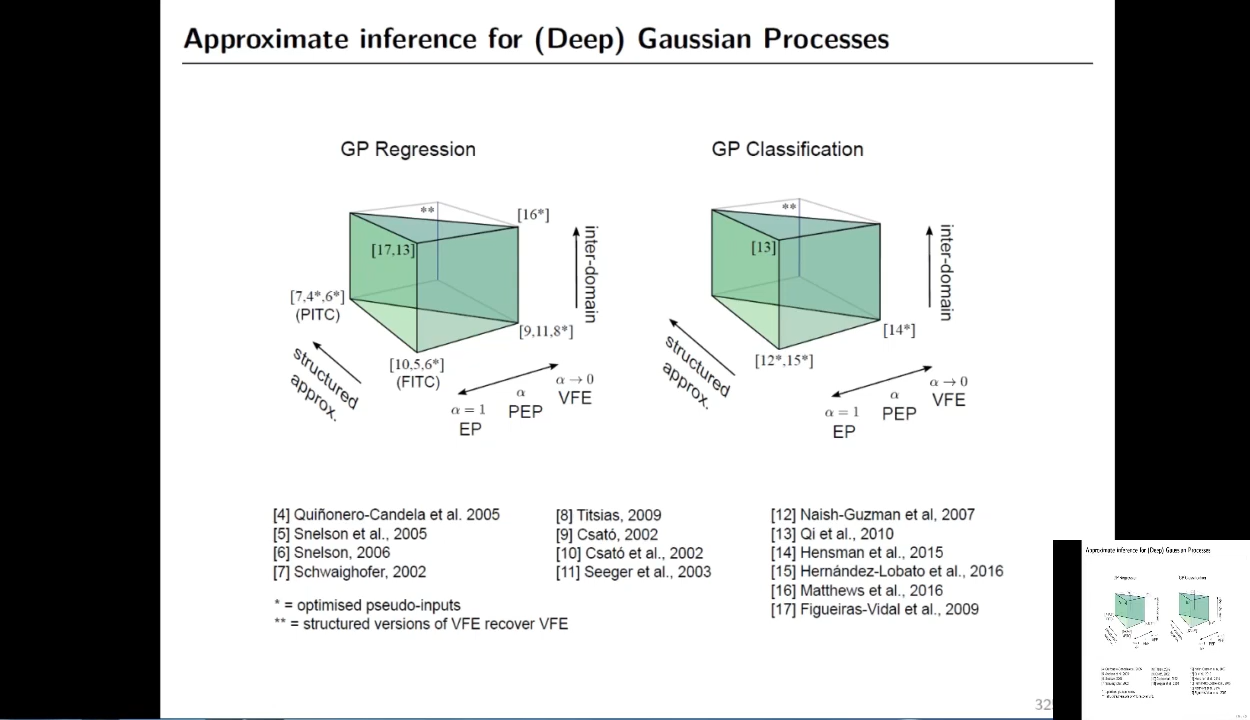 Approximate inference for (Deep) Gaussian Processes
GP Regression
**
[16*]
[17,13]
inter-domain
[7,4*,6*]
(PITC)
[9,11,8*]
structured
approx.
[10,5,6*]
(FITC)
α → 0
α
VFE
α = 1
PEP
EP
GP Classification
**
[13]
inter-domain
[14*]
structured
approx.
[12*,15*]
α → 0
α
VFE
α = 1
PEP
EP
[4] Quiñonero-Candela et al. 2005
[5] Snelson et al., 2005
[6] Snelson, 2006
[7] Schwaighofer, 2002
[8] Titsias, 2009
[9] Csató, 2002
[10] Csató et al., 2002
[11] Seeger et al., 2003
[12] Naish-Guzman et al, 2007
[13] Qi et al., 2010
[14] Hensman et al., 2015
[15] Hernández-Lobato et al., 2016
[16] Matthews et al., 2016
[17] Figueiras-Vidal et al., 2009
* = optimised pseudo-inputs
** = structured versions of VFE recover VFE
Approximate inference for (Deep) Gaussian Processes